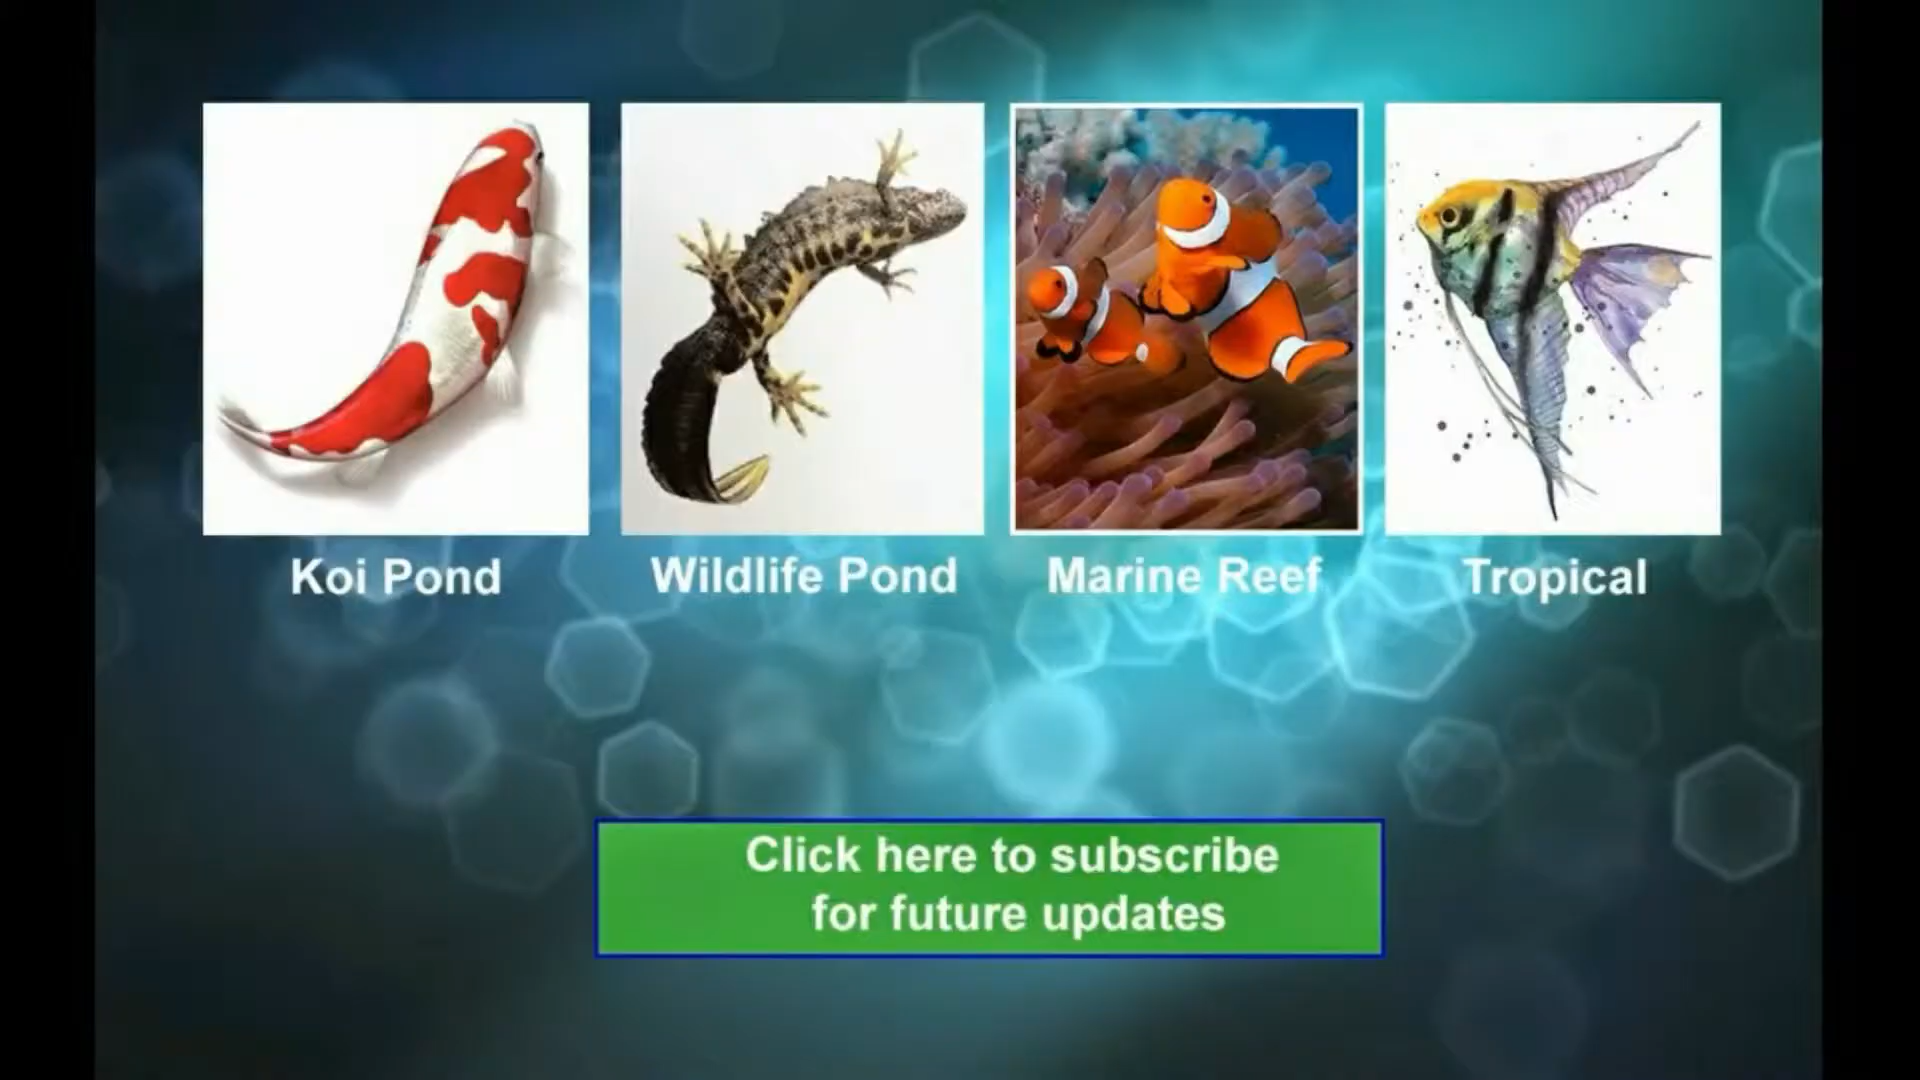 Koi Pond
Wildlife Pond
Marine Reef
Tropical
Click here to subscribe
for future updates